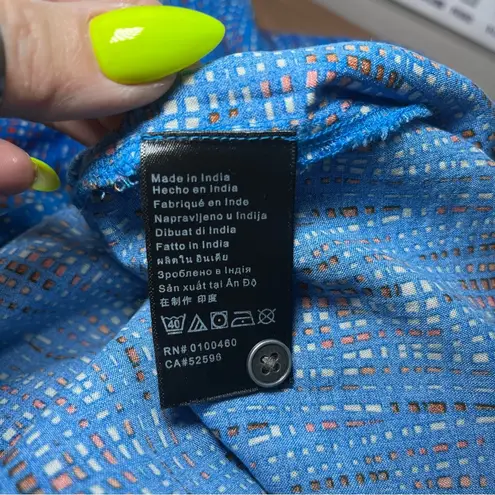 Made in India
Hecho en India
Fabriqué en Inde
Napravljeno u Indija
Dibuat di India
Fatto in India
ผลิตใน อินเดีย
Зроблено в Індія
Sản xuất tại Ấn Độ
在制作 印度
40
RN# 0100460
CA#52596